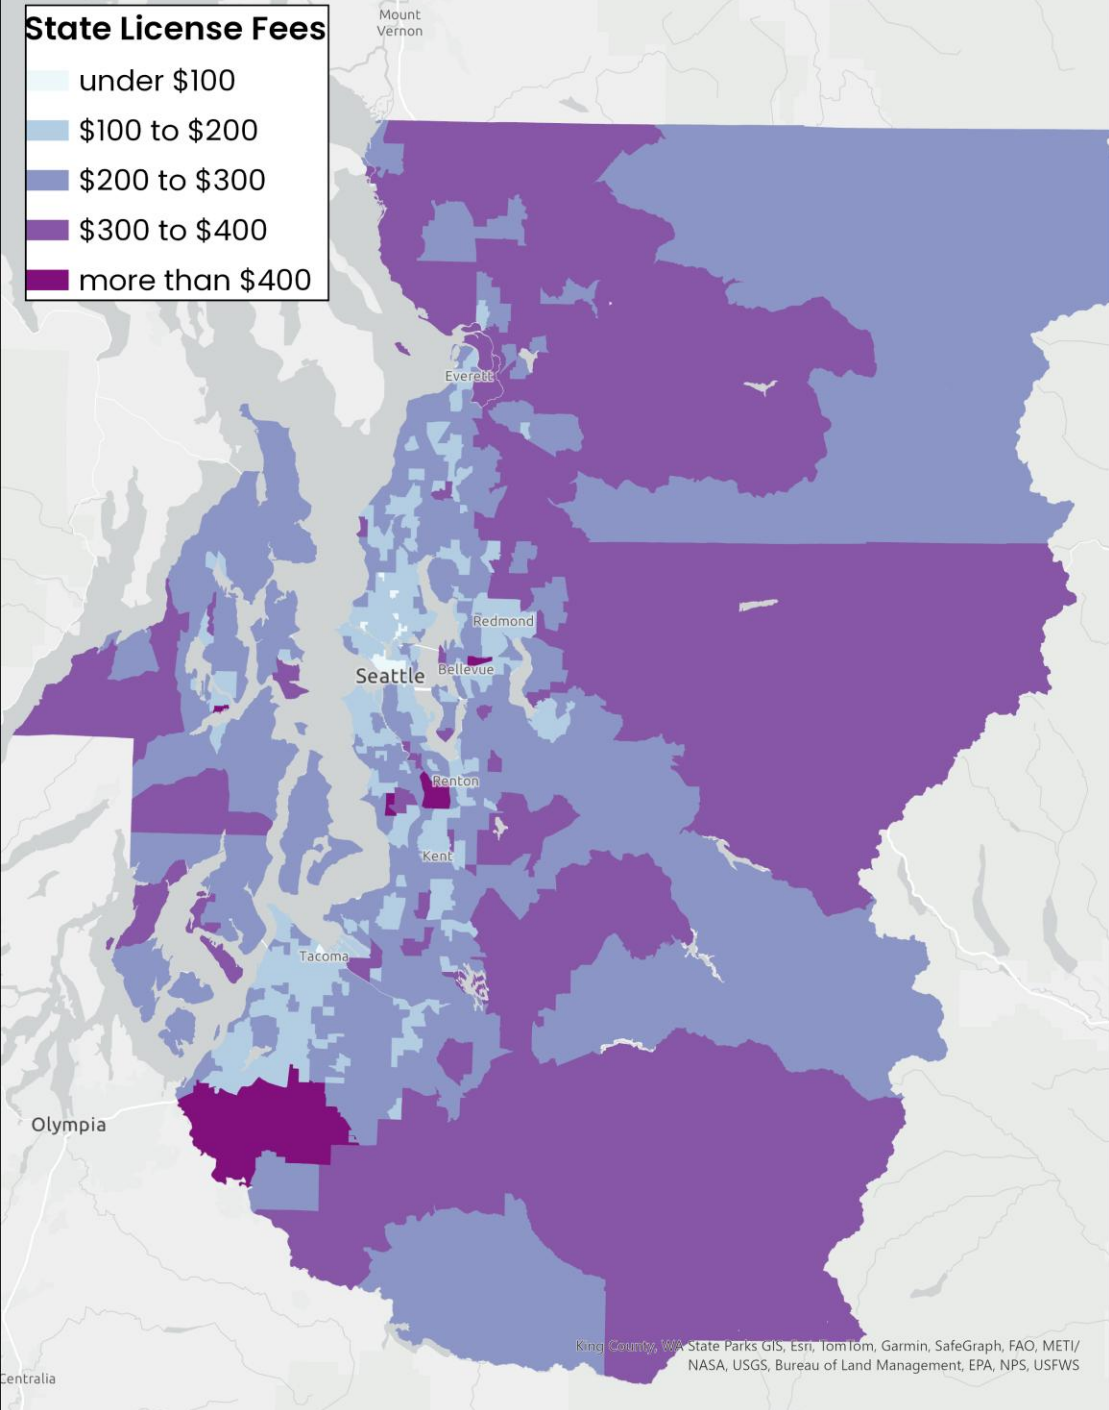 State License Fees
under $100
$100 to $200
$200 to $300
$300 to $400
more than $400
Mount
Vernon
Everett
Redmond
Seattle
Bellevue
Renton
Kent
Tacoma
Olympia
Centralia
King County, WA State Parks GIS, Esri, TomTom, Garmin, SafeGraph, FAO, METI/
NASA, USGS, Bureau of Land Management, EPA, NPS, USFWS